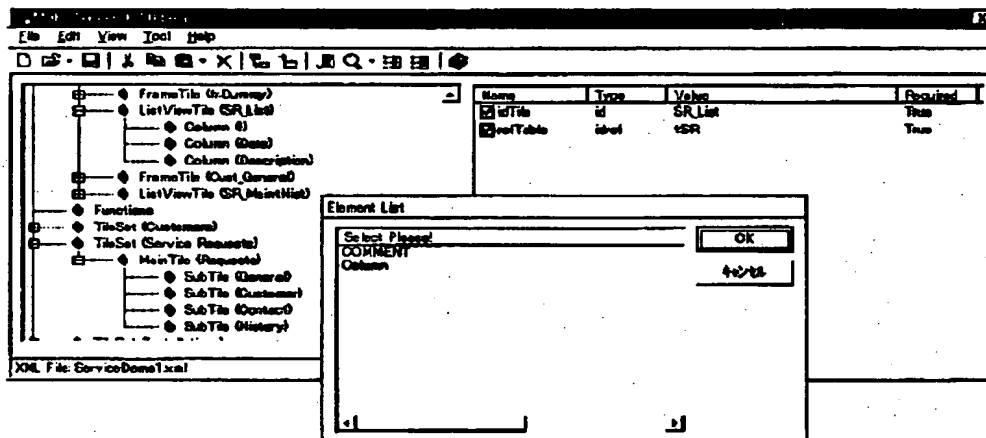 File Edit View Tool Help
FrameTile (fr-Dummy)
ListViewTile (SR_List)
Column (I)
Column (Date)
Column (Description)
FrameTile (Cust_General)
ListViewTile (SR_MaintHist)
Functions
TileSet (Customers)
TileSet (Service Requests)
MainTile (Requests)
SubTile (General)
SubTile (Customer)
SubTile (Contact)
SubTile (History)
XML File: ServiceDemo1.xml
Name Type Value Required
idTile id SR_List True
refTable idref tSR True
Element List
Select Please!
COMMENT
Column
OK
キャンセル